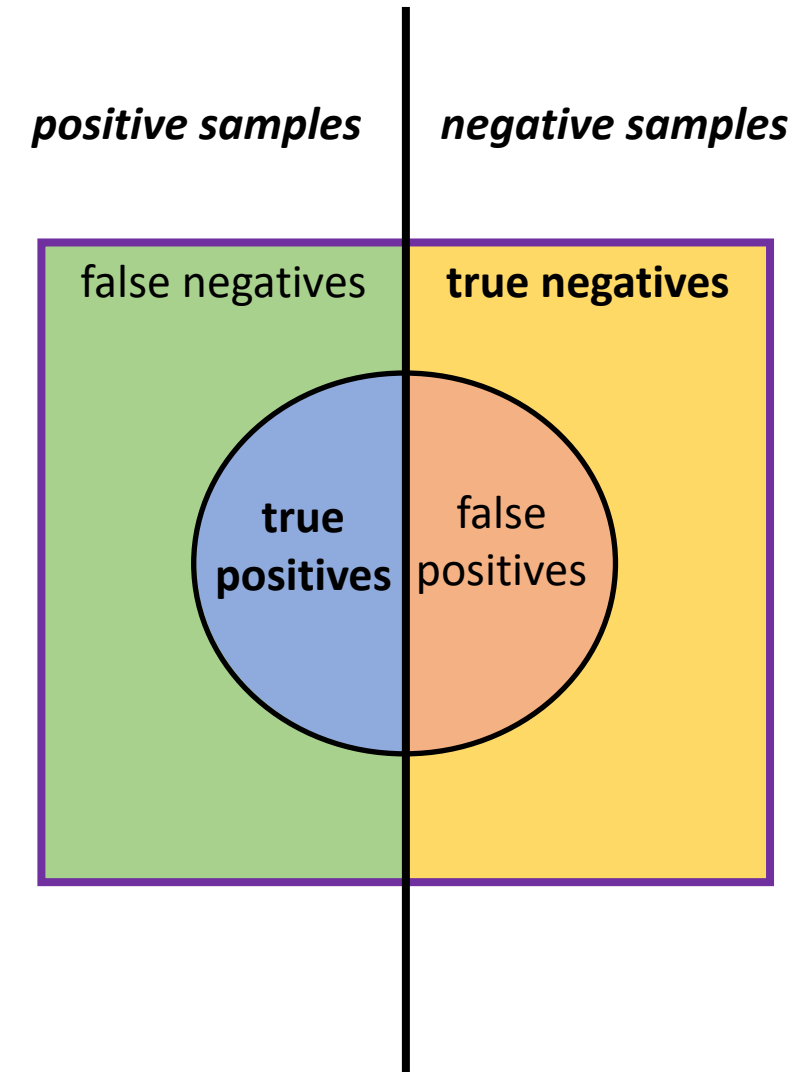 positive samples
negative samples
false negatives
true negatives
true
positives
false
positives